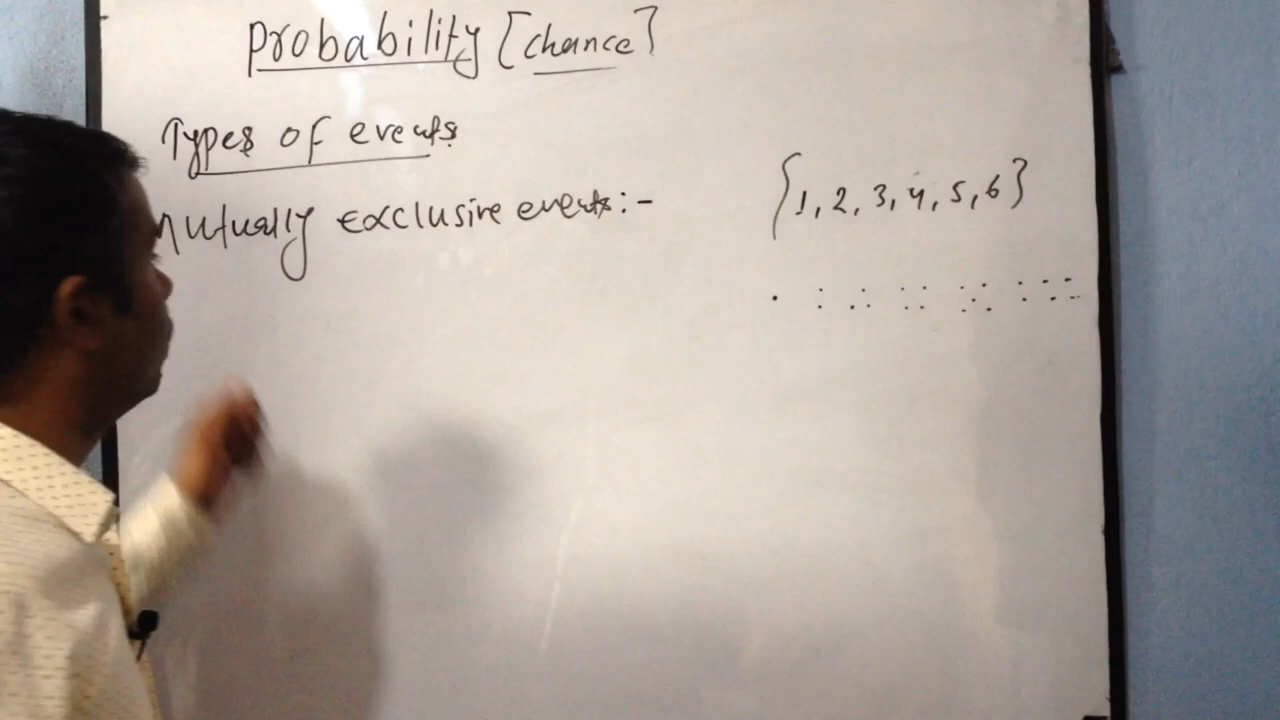 Probability [chance]
Types of events
Mutually exclusive events:-
{1, 2, 3, 4, 5, 6}